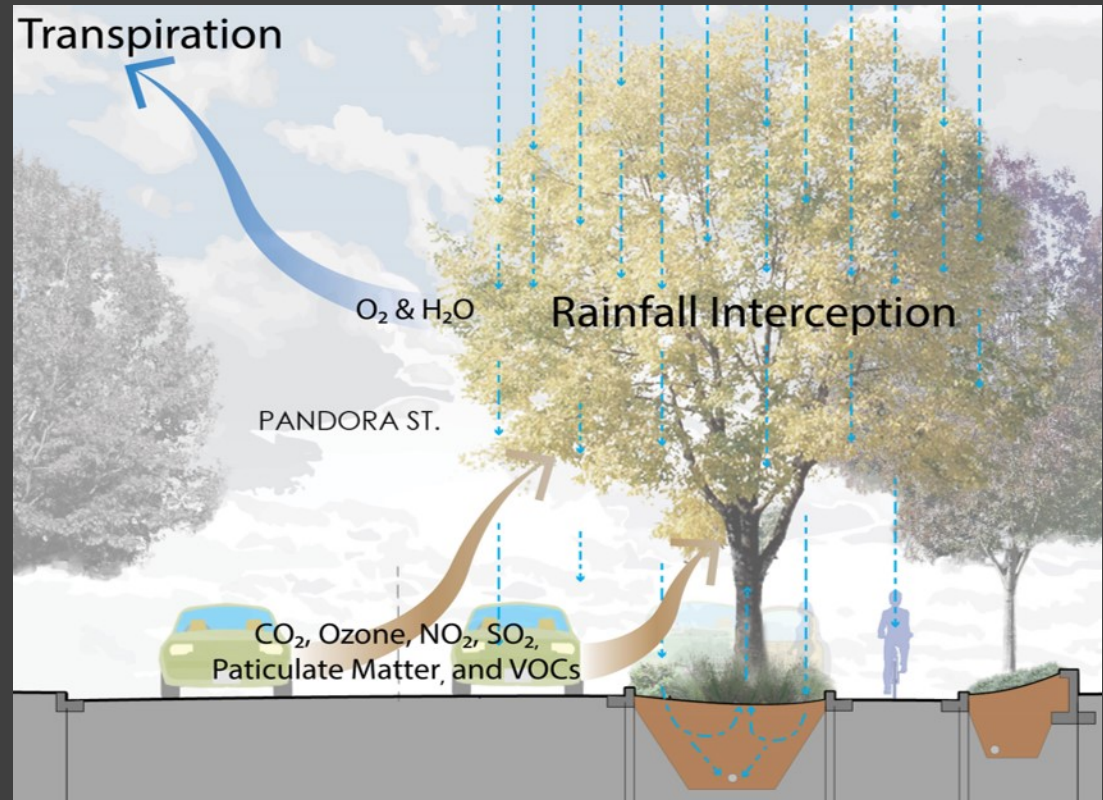 Transpiration
O₂ & H₂O
Rainfall Interception
PANDORA ST.
CO₂, Ozone, NO₂, SO₂,
Paticulate Matter, and VOCs